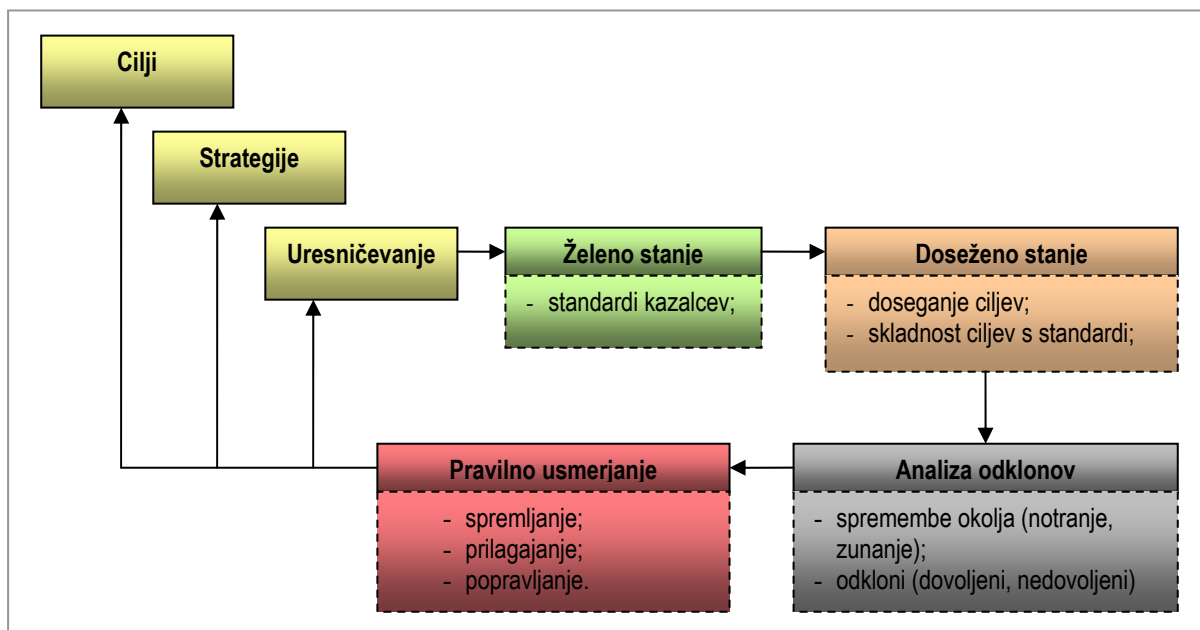 Cilji
Strategije
Uresničevanje
Želeno stanje
- standardi kazalcev;
Doseženo stanje
- doseganje ciljev;
- skladnost ciljev s standardi;
Pravilno usmerjanje
- spremljanje;
- prilagajanje;
- popravljanje.
Analiza odklonov
- spremembe okolja (notranje,
zunanje);
- odkloni (dovoljeni, nedovoljeni)